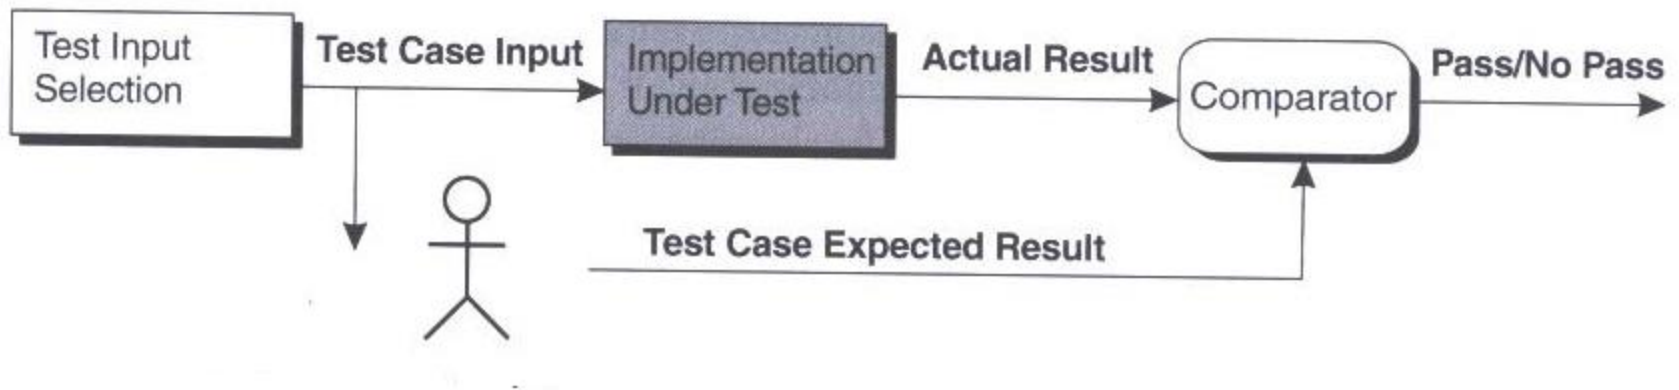 Test Input
Selection
Test Case Input
Implementation
Under Test
Actual Result
Comparator
Pass/No Pass
Test Case Expected Result